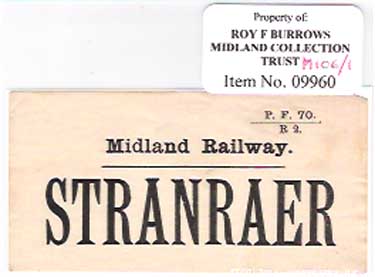 Property of:
ROY F BURROWS
MIDLAND COLLECTION
TRUST M106/1
Item No. 09960
P. F. 70.
R 2.
Midland Railway.
STRANRAER